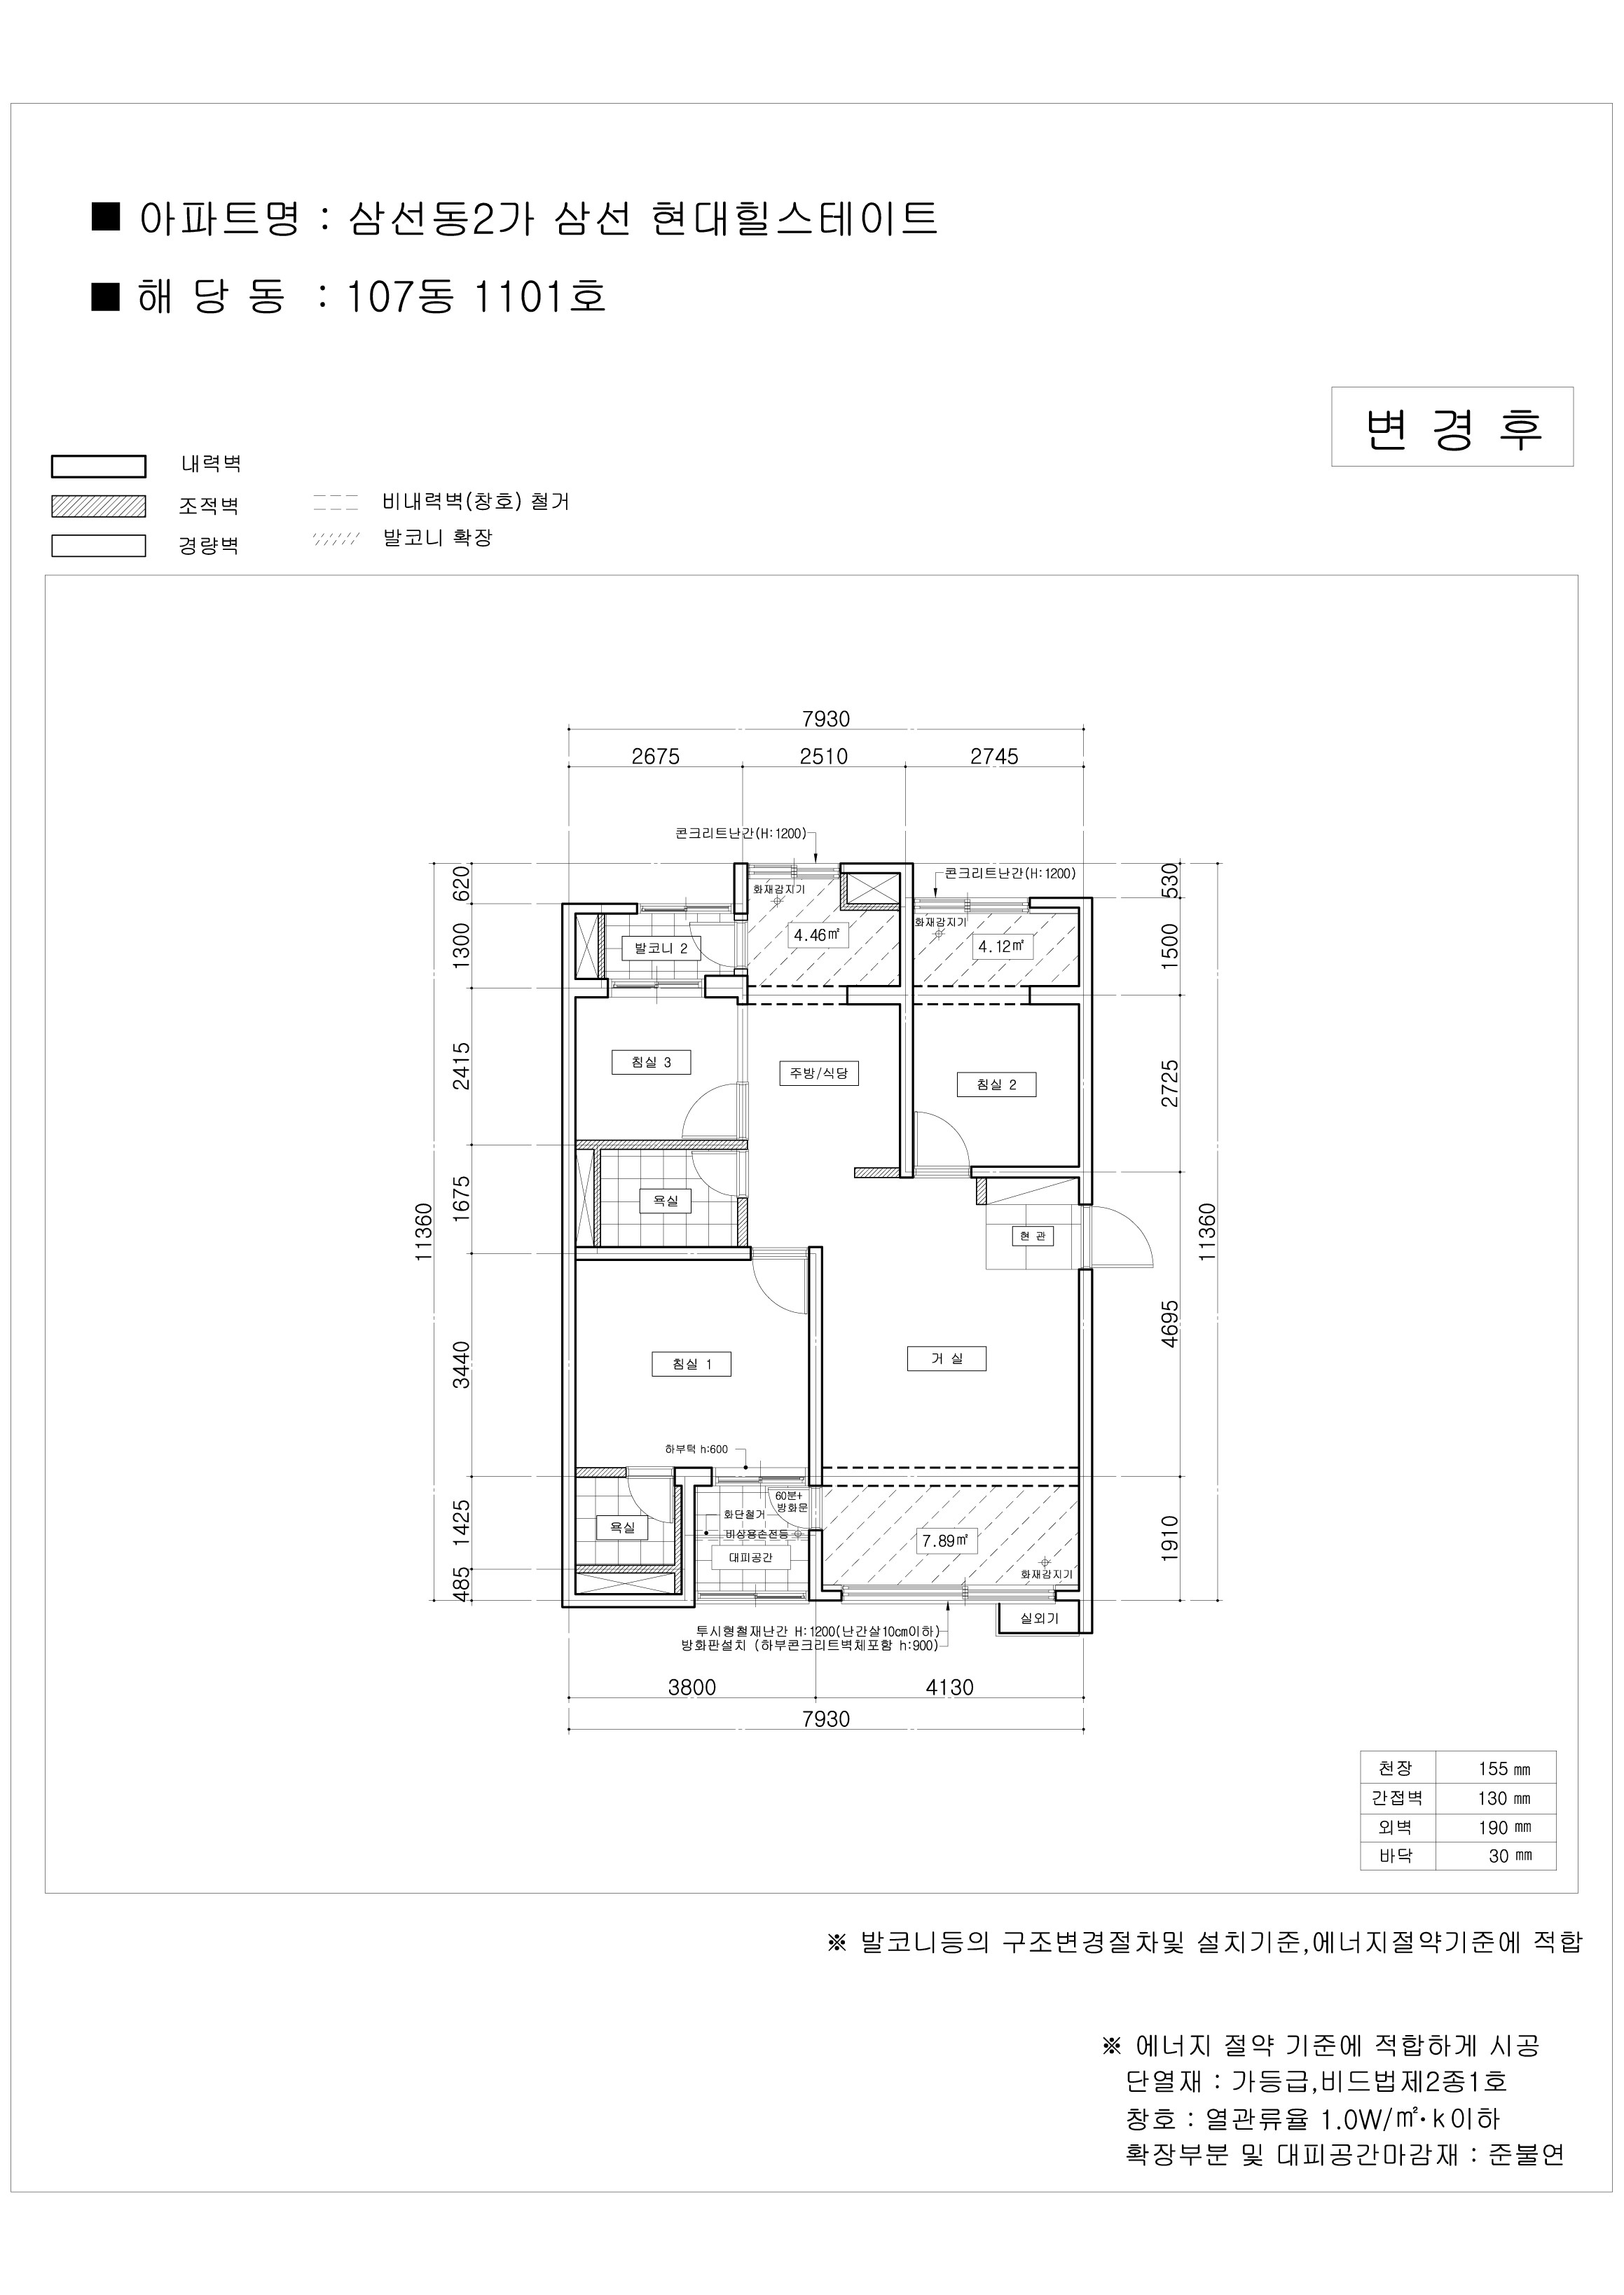 ■ 아파트명 : 삼선동2가 삼선 현대힐스테이트
■ 해 당 동 : 107동 1101호
변 경 후
내력벽
조적벽
경량벽
비내력벽(창호) 철거
발코니 확장
7930
2675
2510
2745
콘크리트난간(H:1200)
콘크리트난간(H:1200)
620
1300
2415
1675
3440
1425
485
11360
530
1500
2725
4695
1910
11360
화재감지기
4.46㎡
화재감지기
4.12㎡
발코니 2
침실 3
주방/식당
침실 2
욕실
현 관
침실 1
거 실
하부턱 h:600
60분+
방화문
화단철거
비상용손전등
대피공간
욕실
7.89㎡
화재감지기
실외기
투시형철재난간 H:1200(난간살10cm이하)
방화판설치 (하부콘크리트벽체포함 h:900)
3800
4130
7930
천장 155 ㎜
간접벽 130 ㎜
외벽 190 ㎜
바닥 30 ㎜
※ 발코니등의 구조변경절차및 설치기준,에너지절약기준에 적합
※ 에너지 절약 기준에 적합하게 시공
단열재 : 가등급,비드법제2종1호
창호 : 열관류율 1.0W/㎡·k이하
확장부분 및 대피공간마감재 : 준불연